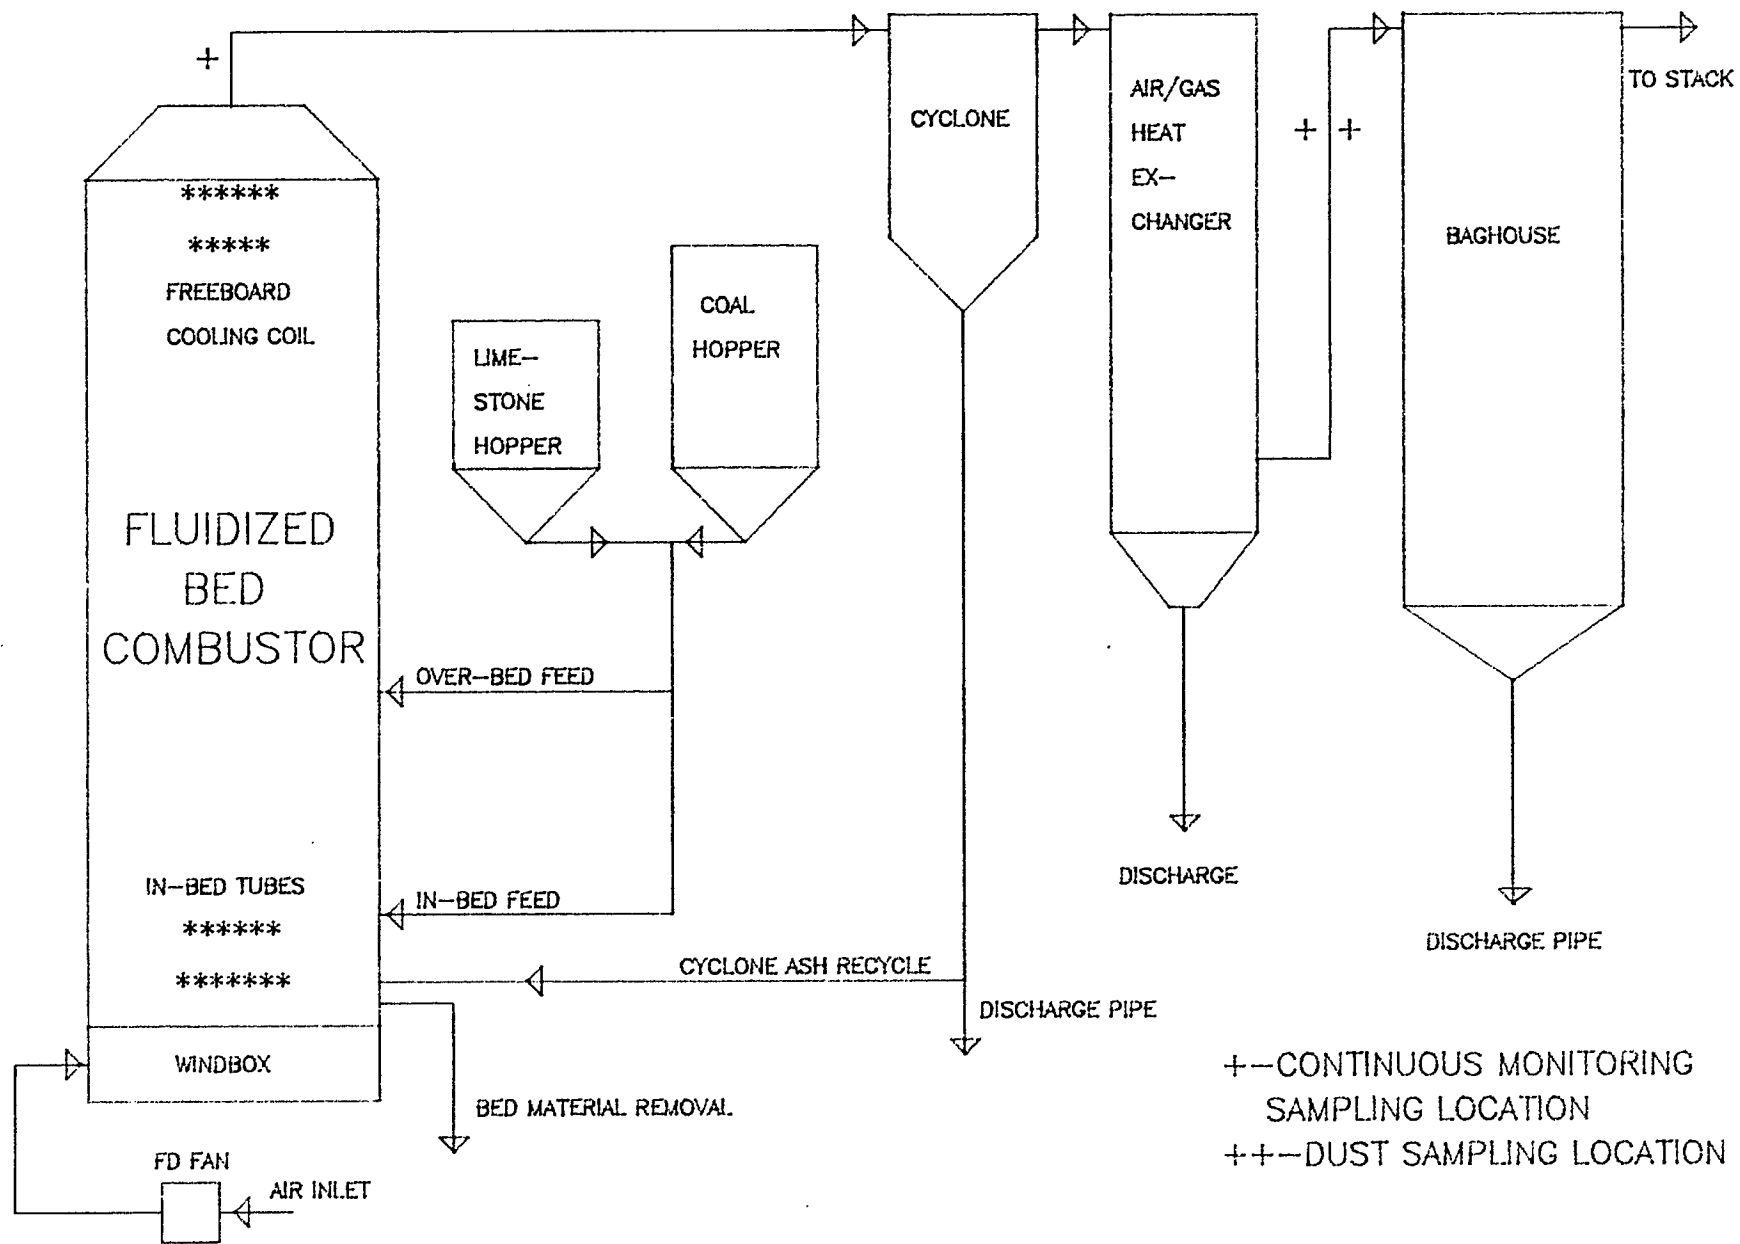 +
TO STACK
AIR/GAS
HEAT
EX-
CHANGER
CYCLONE
+ +
******
*****
FREEBOARD
COOLING COIL
BAGHOUSE
COAL
HOPPER
LIME-
STONE
HOPPER
FLUIDIZED
BED
COMBUSTOR
OVER-BED FEED
IN-BED TUBES
******
*******
IN-BED FEED
DISCHARGE
DISCHARGE PIPE
CYCLONE ASH RECYCLE
DISCHARGE PIPE
WINDBOX
BED MATERIAL REMOVAL
FD FAN
AIR INLET
+-CONTINUOUS MONITORING
SAMPLING LOCATION
++-DUST SAMPLING LOCATION